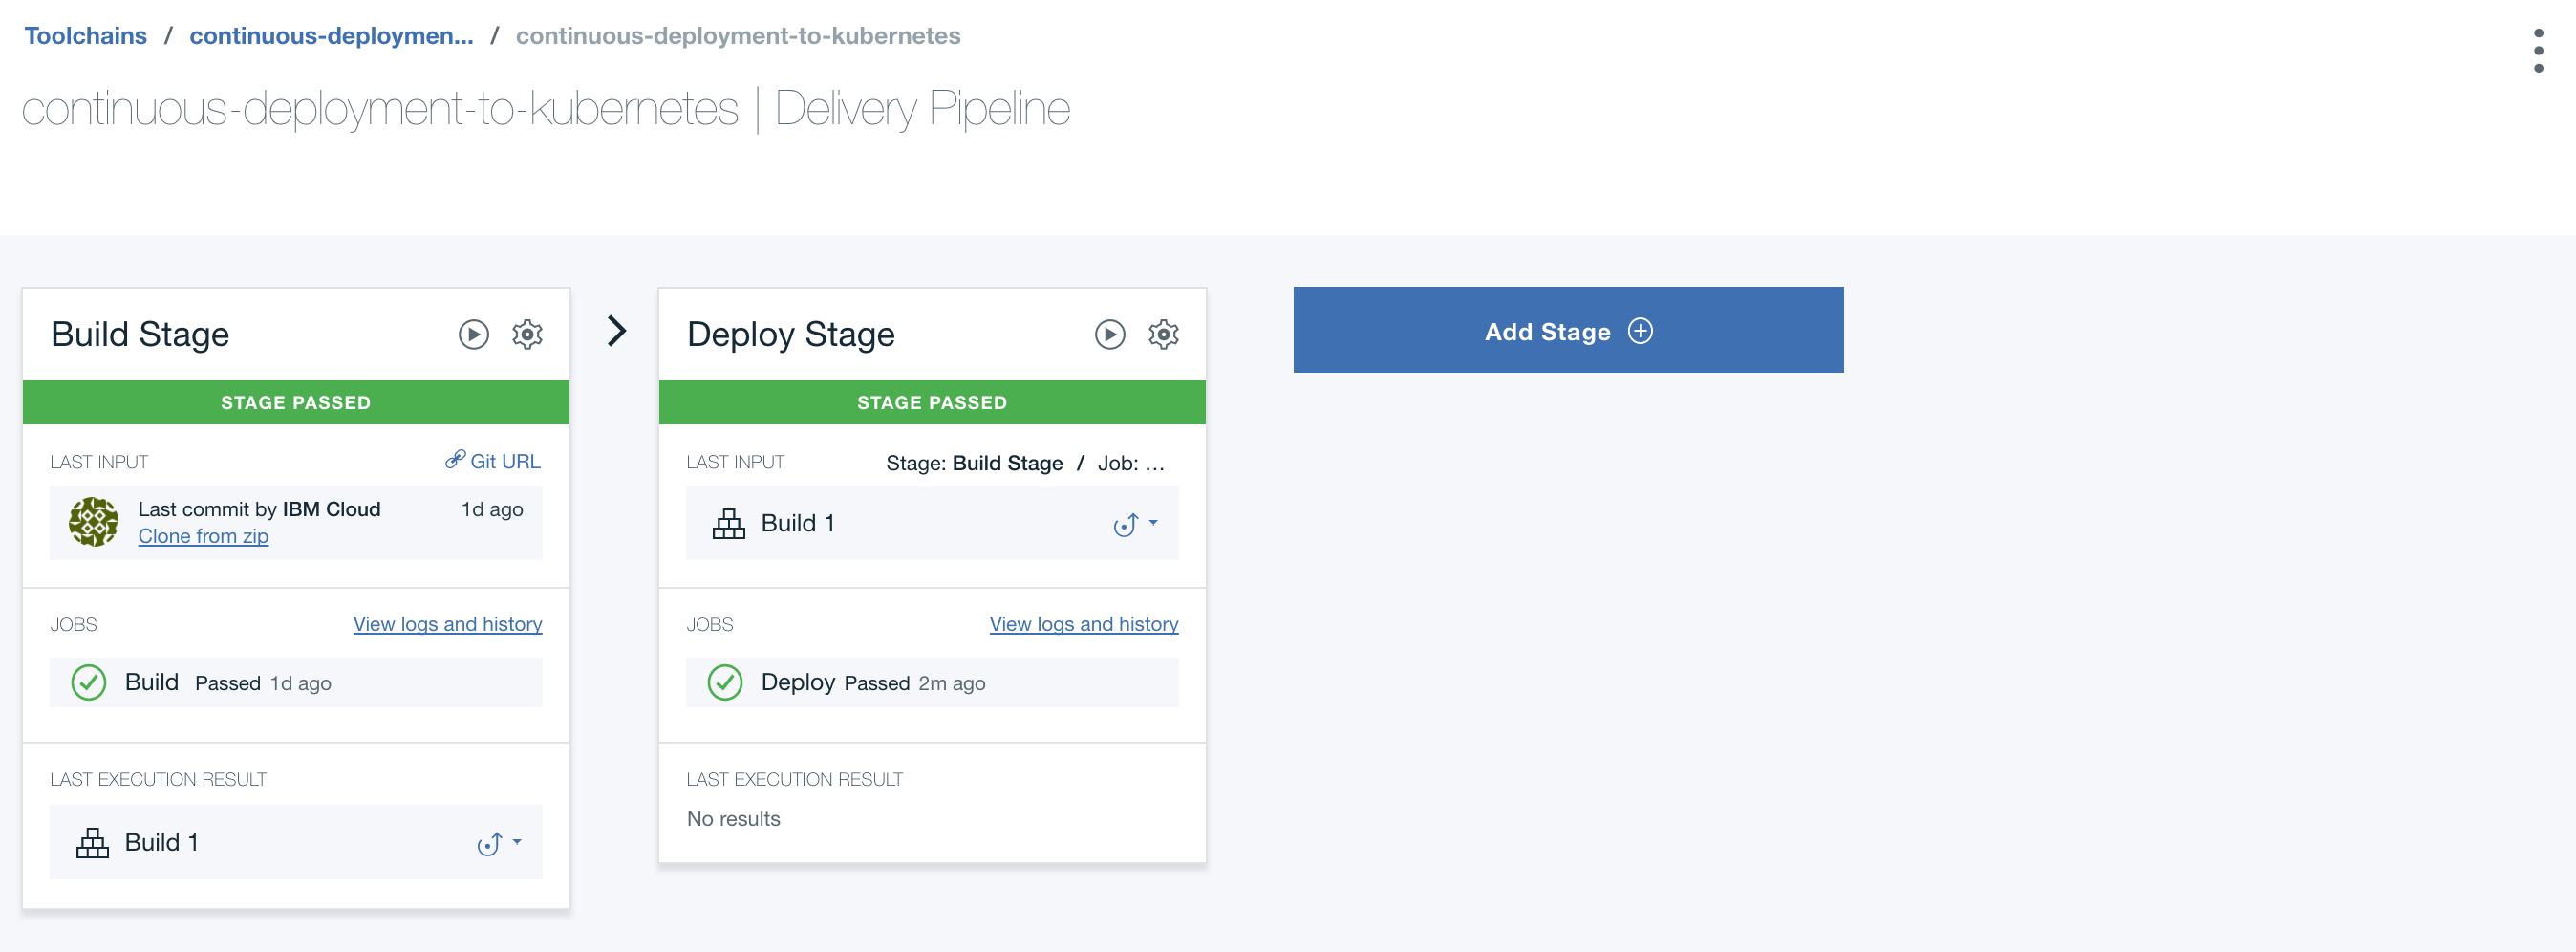 Toolchains / continuous-deploymen... / continuous-deployment-to-kubernetes
continuous-deployment-to-kubernetes | Delivery Pipeline
Build Stage
STAGE PASSED
LAST INPUT Git URL
Last commit by IBM Cloud 1d ago
Clone from zip
JOBS View logs and history
Build Passed 1d ago
LAST EXECUTION RESULT
Build 1
Deploy Stage
STAGE PASSED
LAST INPUT Stage: Build Stage / Job: ...
Build 1
JOBS View logs and history
Deploy Passed 2m ago
LAST EXECUTION RESULT
No results
Add Stage